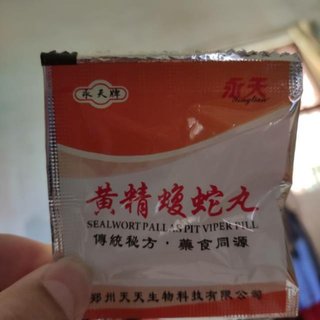 永天牌
永天
黄精蝮蛇丸
SEALWORT PALLAS PIT VIPER PILL
傳統秘方·藥食同源
郑州天天生物科技有限公司